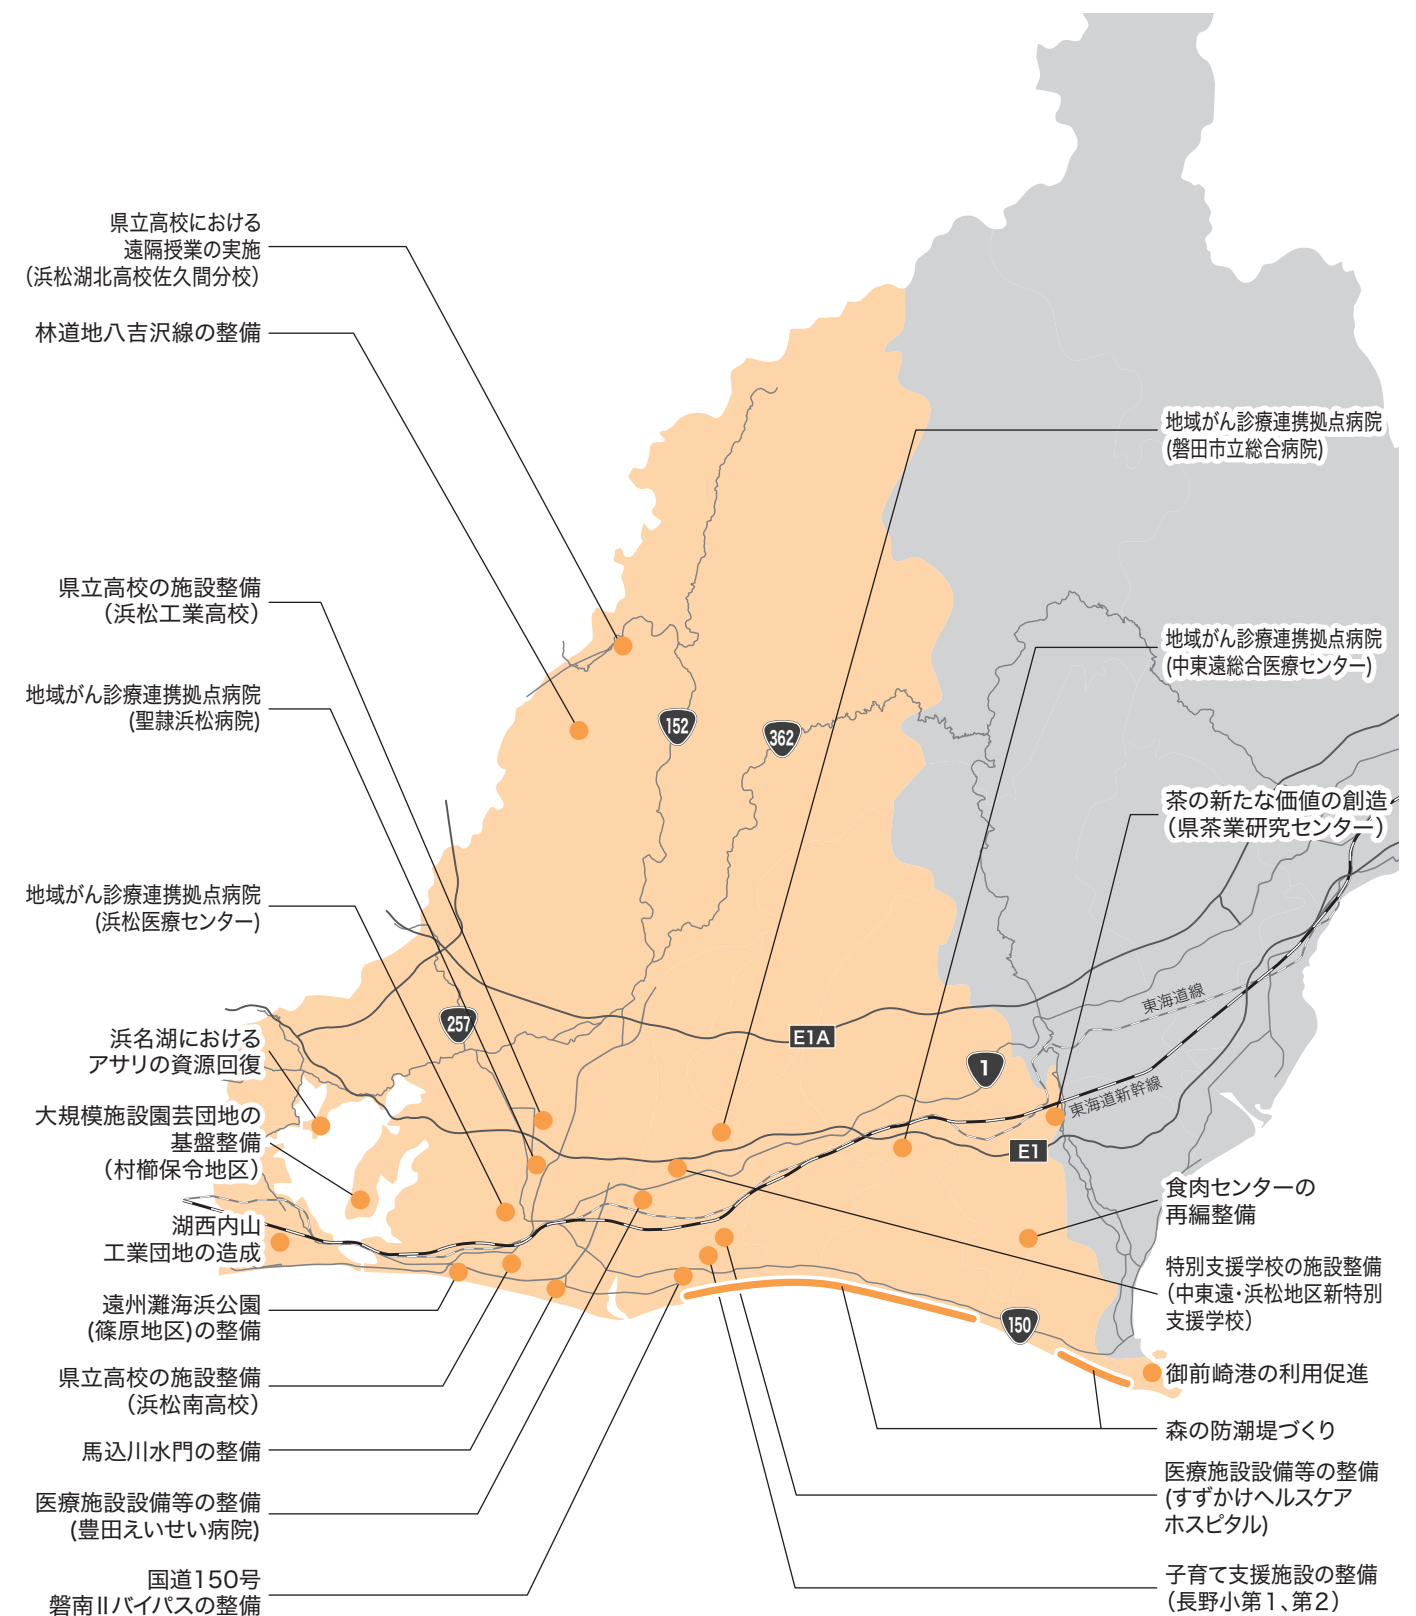 県立高校における
遠隔授業の実施
（浜松湖北高校佐久間分校）
林道地八吉沢線の整備
県立高校の施設整備
（浜松工業高校）
地域がん診療連携拠点病院
(聖隷浜松病院)
地域がん診療連携拠点病院
(浜松医療センター)
浜名湖における
アサリの資源回復
大規模施設園芸団地の
基盤整備
（村櫛保令地区）
湖西内山
工業団地の造成
遠州灘海浜公園
(篠原地区)の整備
県立高校の施設整備
（浜松南高校）
馬込川水門の整備
医療施設設備等の整備
(豊田えいせい病院)
国道150号
磐南Ⅱバイパスの整備
152
362
257
E1A
1
東海道線
東海道新幹線
E1
150
地域がん診療連携拠点病院
(磐田市立総合病院)
地域がん診療連携拠点病院
(中東遠総合医療センター)
茶の新たな価値の創造
（県茶業研究センター）
食肉センターの
再編整備
特別支援学校の施設整備
（中東遠・浜松地区新特別
支援学校）
御前崎港の利用促進
森の防潮堤づくり
医療施設設備等の整備
(すずかけヘルスケア
ホスピタル)
子育て支援施設の整備
（長野小第１、第２）